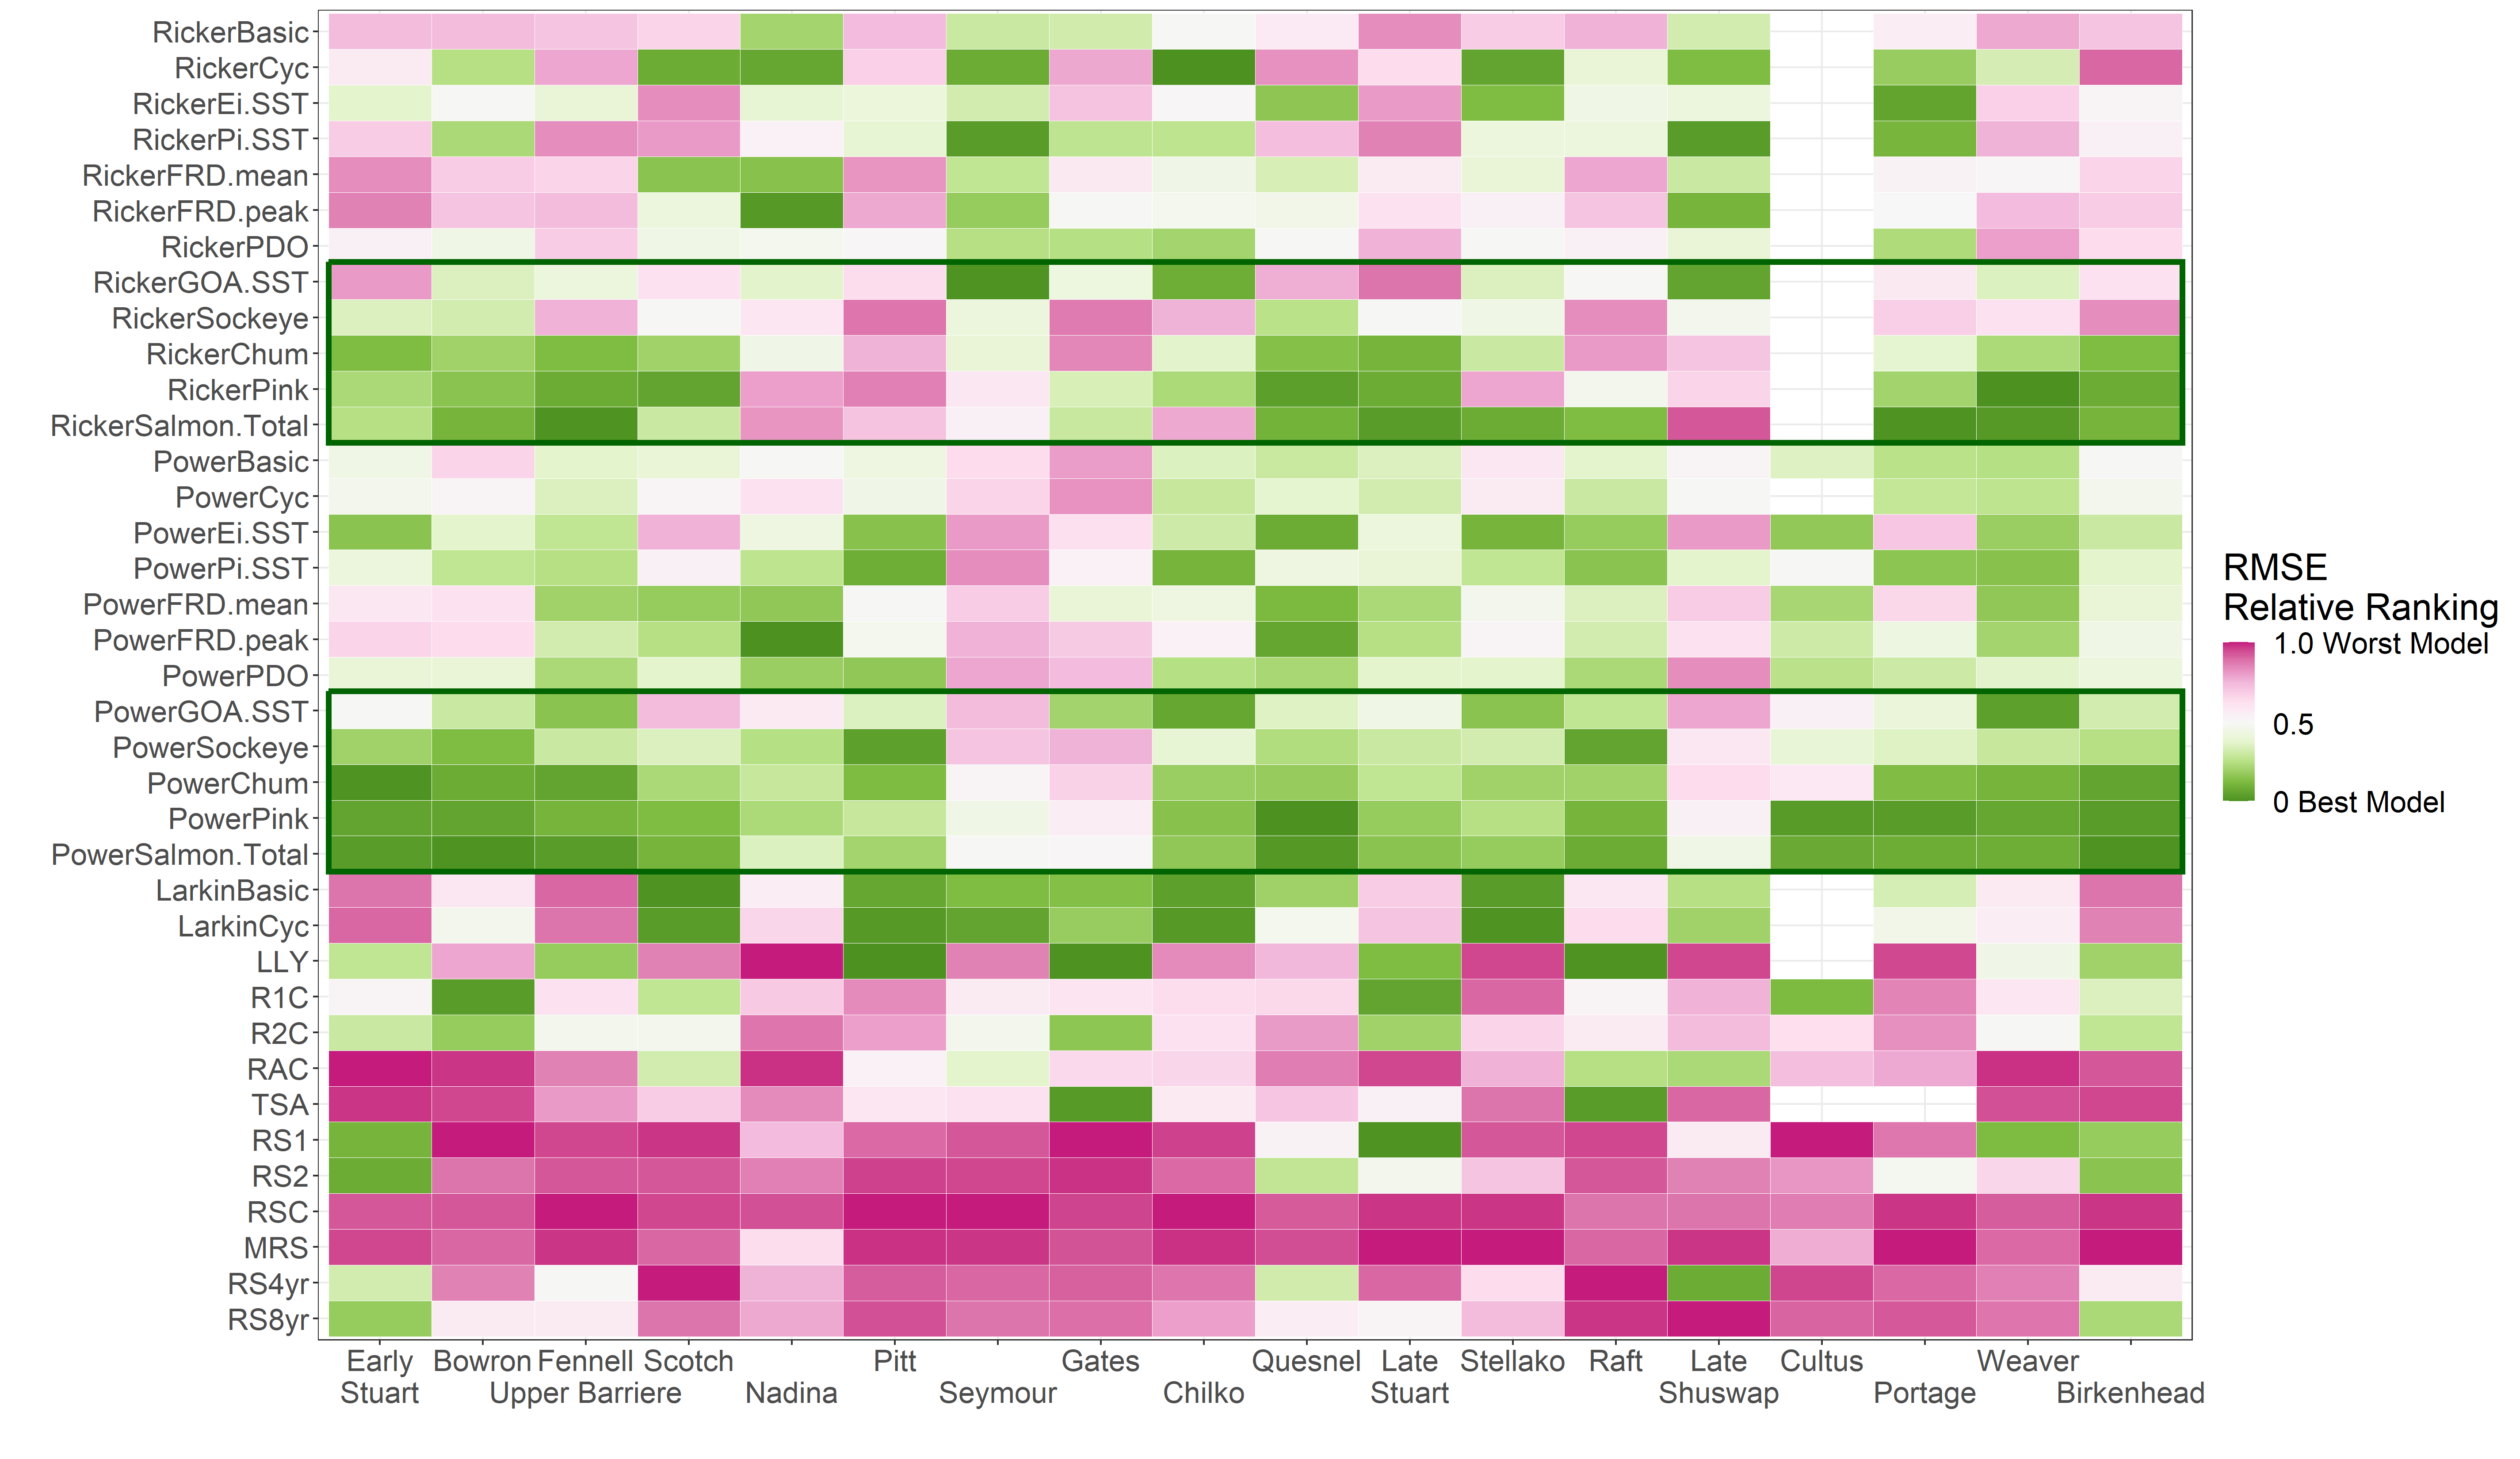 RickerBasic
RickerCyc
RickerEi.SST
RickerPi.SST
RickerFRD.mean
RickerFRD.peak
RickerPDO
RickerGOA.SST
RickerSockeye
RickerChum
RickerPink
RickerSalmon.Total
PowerBasic
PowerCyc
PowerEi.SST
PowerPi.SST
PowerFRD.mean
PowerFRD.peak
PowerPDO
PowerGOA.SST
PowerSockeye
PowerChum
PowerPink
PowerSalmon.Total
LarkinBasic
LarkinCyc
LLY
R1C
R2C
RAC
TSA
RS1
RS2
RSC
MRS
RS4yr
RS8yr
Early
Stuart
Bowron
Fennell
Upper Barriere
Scotch
Nadina
Pitt
Seymour
Gates
Chilko
Quesnel
Late
Stuart
Stellako
Raft
Late
Shuswap
Cultus
Portage
Weaver
Birkenhead
RMSE
Relative Ranking
1.0 Worst Model
0.5
0 Best Model